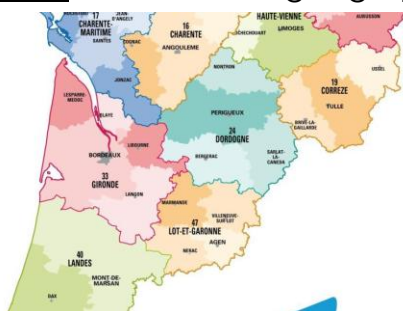 17
CHARENTE-
MARITIME
SAINTES
D'ANGELY
COGNAC
JONZAC
16
CHARENTE
ANGOULEME
HAUTE-VIENNE
LIMOGES
AUBUSSON
NONTRON
USSEL
19
CORREZE
TULLE
BRIVE-LA-
GAILLARDE
PERIGUEUX
24
DORDOGNE
BERGERAC
SARLAT-
LA-
CANEDA
LESPARRE-
MEDOC
BLAYE
BORDEAUX
LIBOURNE
33
GIRONDE
LANGON
MARMANDE
VILLENEUVE-
SUR-LOT
47
LOT-ET-GARONNE
AGEN
NERAC
40
LANDES
MONT-DE-
MARSAN
DAX